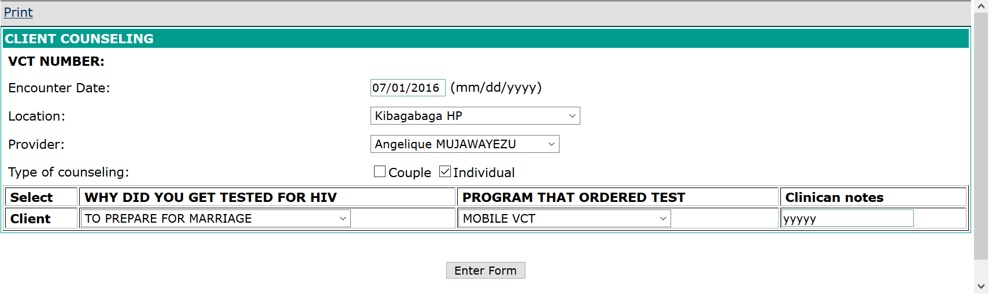 Print
CLIENT COUNSELING
VCT NUMBER:
Encounter Date: 07/01/2016 (mm/dd/yyyy)
Location: Kibagabaga HP
Provider: Angelique MUJAWAYEZU
Type of counseling: Couple Individual
Select WHY DID YOU GET TESTED FOR HIV PROGRAM THAT ORDERED TEST Clinican notes
Client TO PREPARE FOR MARRIAGE MOBILE VCT yyyyy
Enter Form